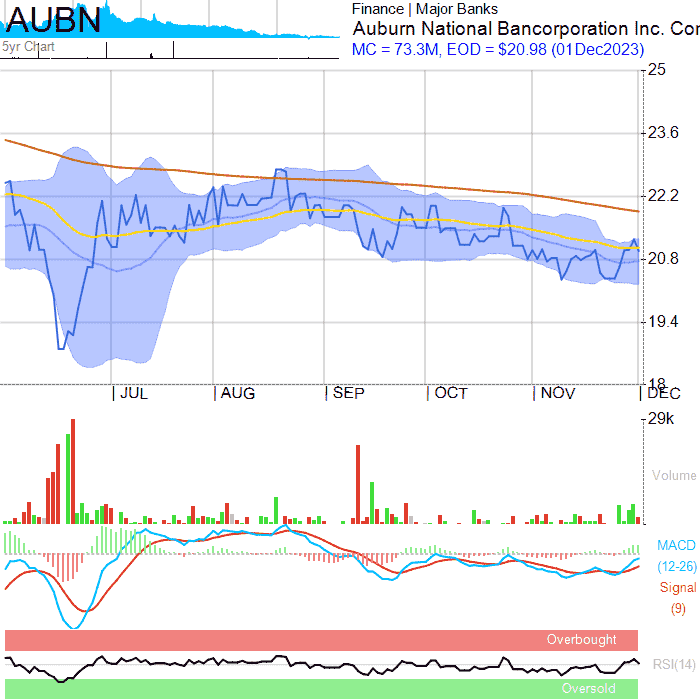 AUBN
Finance | Major Banks
Auburn National Bancorporation Inc. Cor
MC = 73.3M, EOD = $20.98 (01Dec2023)
5yr Chart
25
23.6
22.2
20.8
19.4
18
JUL AUG SEP OCT NOV DEC
29k
Volume
MACD
(12-26)
Signal
(9)
Overbought
RSI(14)
Oversold